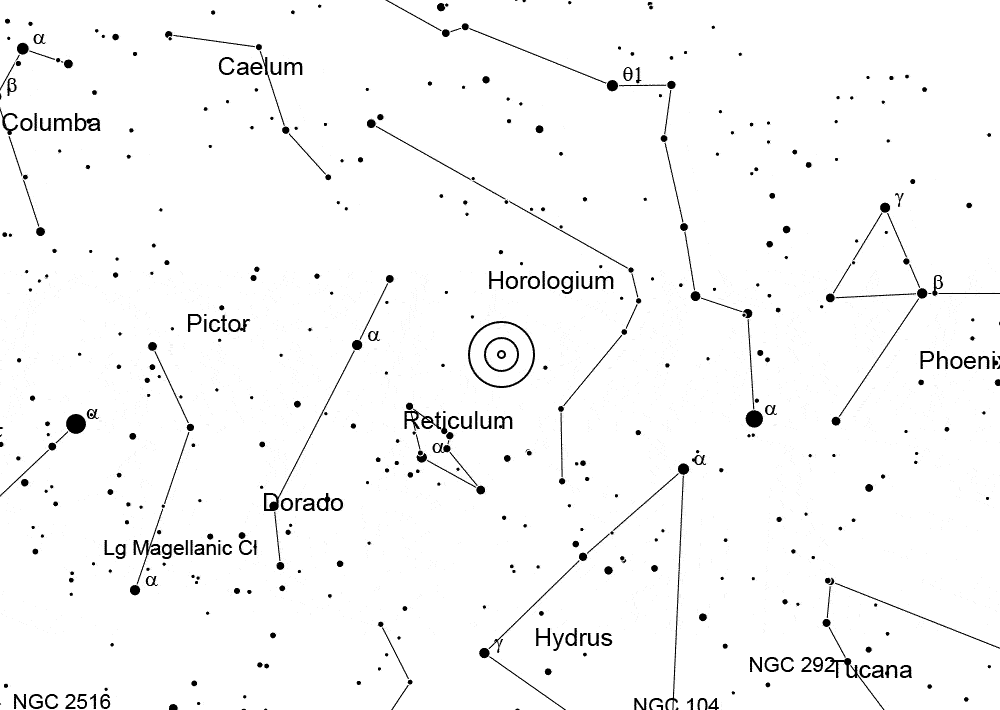 α
θ1
Caelum
β
Columba
γ
Horologium
β
Pictor
α
Phoenix
α
α
Reticulum
α
α
Dorado
Lg Magellanic Cl
α
Hydrus
γ
NGC 292
Tucana
NGC 2516
NGC 104